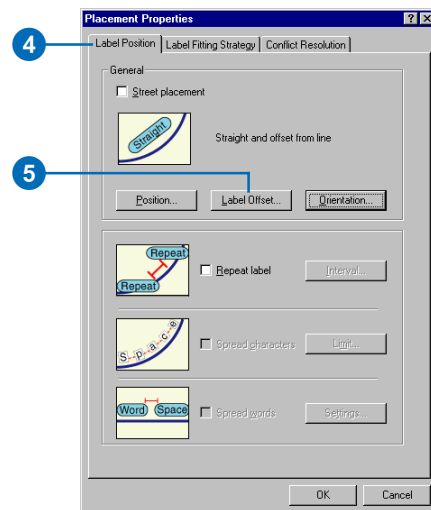 Placement Properties
4
Label Position Label Fitting Strategy Conflict Resolution
General
Street placement
Straight
Straight and offset from line
5
Position... Label Offset... Orientation...
Repeat
Repeat
Repeat label Interval...
S p a c e
Spread characters Limit...
Word Space
Spread words Settings...
OK Cancel